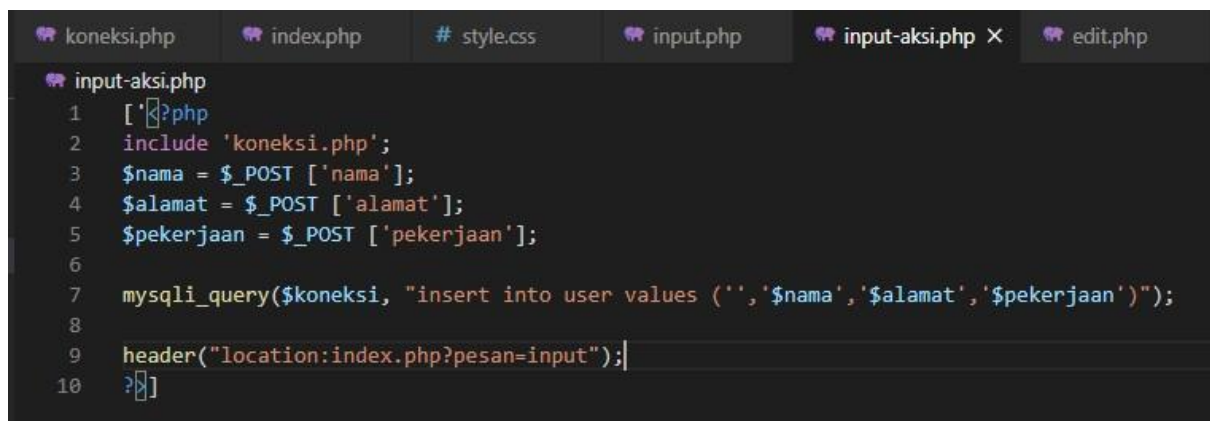 koneksi.php index.php # style.css input.php input-aksi.php × edit.php
input-aksi.php
1 ['<?php
2 include 'koneksi.php';
3 $nama = $_POST ['nama'];
4 $alamat = $_POST ['alamat'];
5 $pekerjaan = $_POST ['pekerjaan'];
6
7 mysqli_query($koneksi, "insert into user values ('','$nama','$alamat','$pekerjaan')");
8
9 header("location:index.php?pesan=input");
10 ?>]